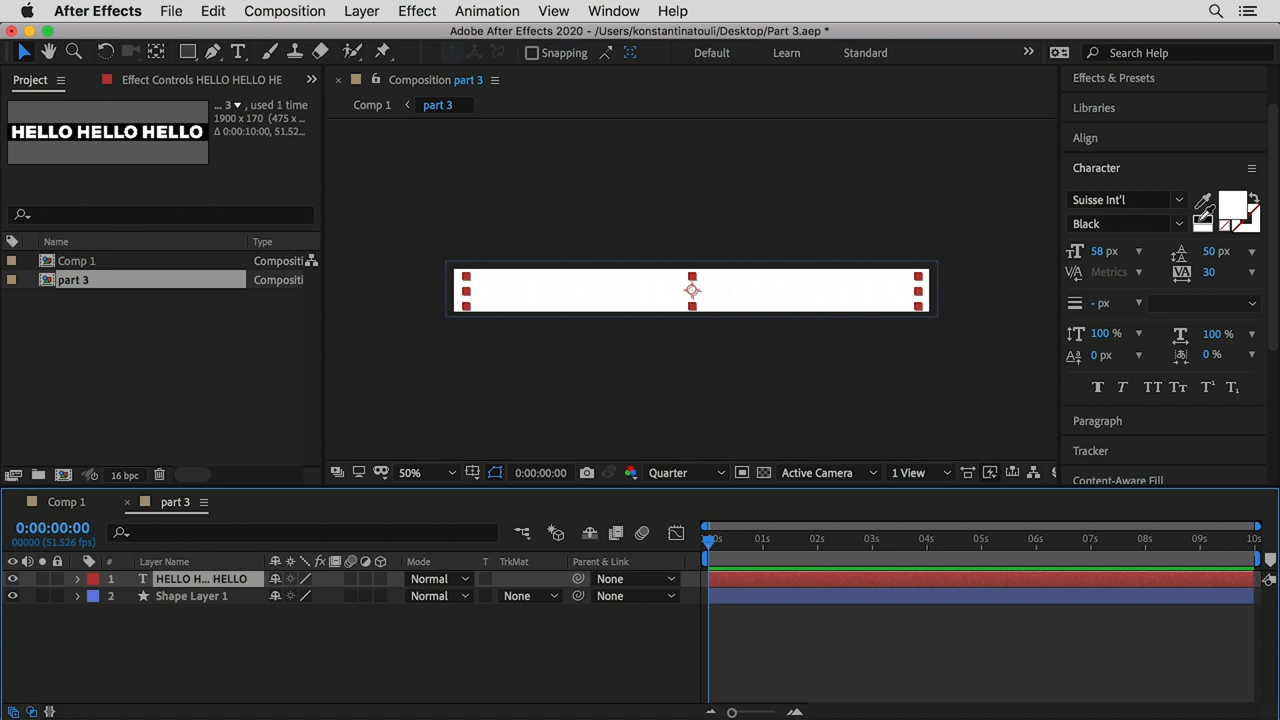 After Effects File Edit Composition Layer Effect Animation View Window Help
Adobe After Effects 2020 - /Users/konstantinatouli/Desktop/Part 3.aep *
Snapping Default Learn Standard >> Search Help
Project Effect Controls HELLO HELLO HE >> × Composition part 3 Effects & Presets
... 3, used 1 time
1900 x 170 (475 x ...
Δ 0:00:10:00, 51.52...
HELLO HELLO HELLO
Comp 1 < part 3
Libraries
Align
Character
Suisse Int'l
Black
58 px 50 px
Metrics 30
- px
100 % 100 %
0 px 0 %
T T TT Tт T¹ T₁
Paragraph
Tracker
Content-Aware Fill
Name Type
Comp 1 Compositi
part 3 Compositi
16 bpc
50% 0:00:00:00 Quarter Active Camera 1 View
Comp 1 × part 3
0:00:00:00
00000 (51.526 fps)
01s 02s 03s 04s 05s 06s 07s 08s 09s 10s
# Layer Name Mode T TrkMat Parent & Link
1 T HELLO H... HELLO Normal None
2 Shape Layer 1 Normal None None